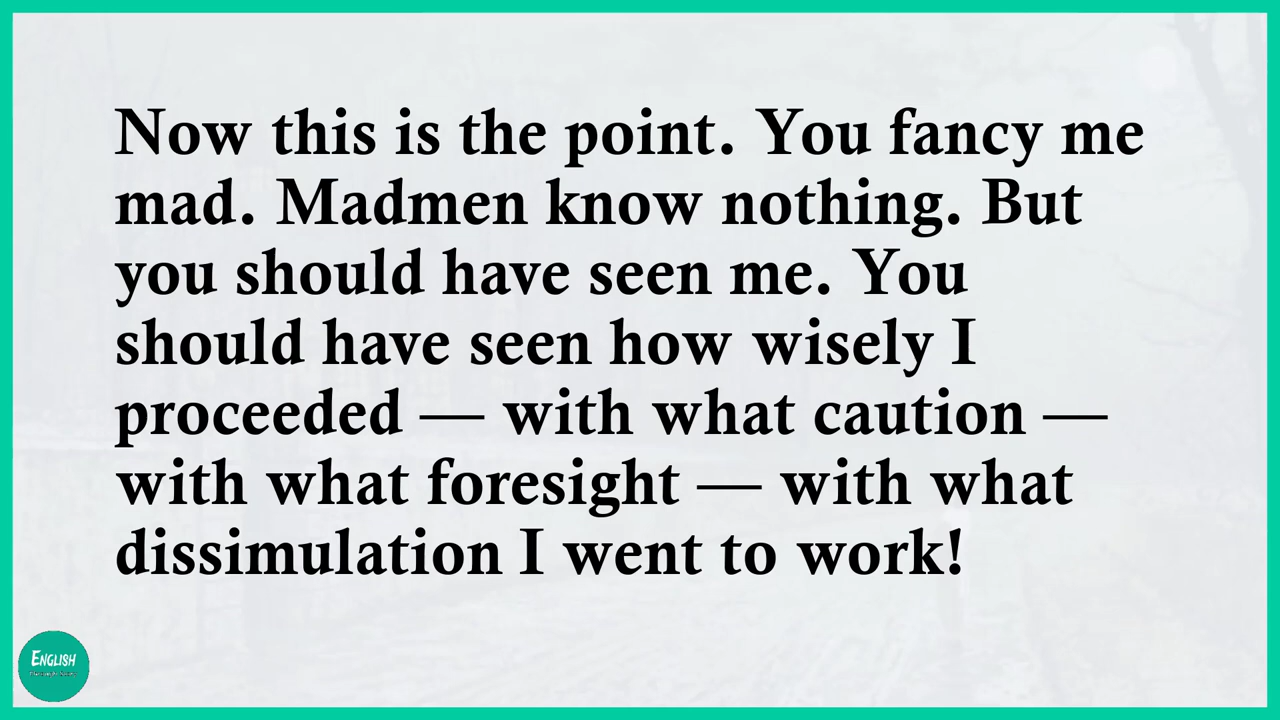 Now this is the point. You fancy me
mad. Madmen know nothing. But
you should have seen me. You
should have seen how wisely I
proceeded — with what caution —
with what foresight — with what
dissimulation I went to work!
ENGLISH